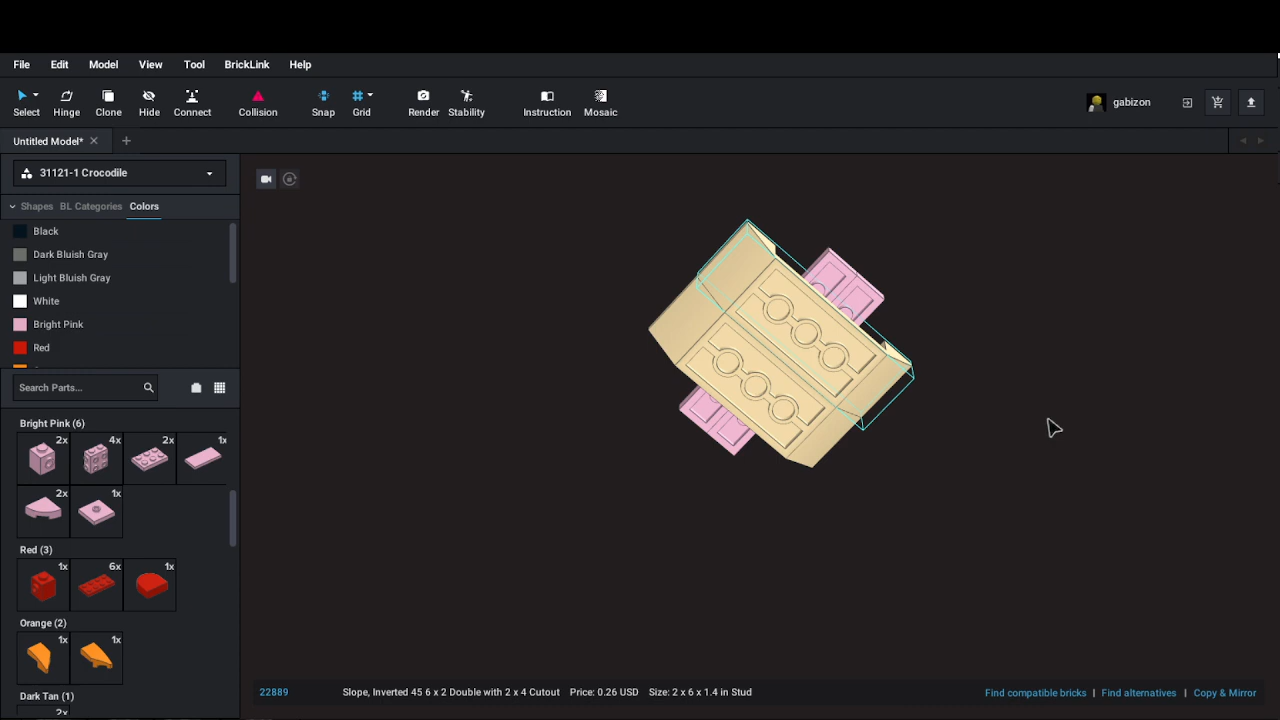 File Edit Model View Tool BrickLink Help
Select Hinge Clone Hide Connect Collision Snap Grid Render Stability Instruction Mosaic gabizon
Untitled Model*
31121-1 Crocodile
Shapes BL Categories Colors
Black
Dark Bluish Gray
Light Bluish Gray
White
Bright Pink
Red
Search Parts...
Bright Pink (6)
2x 4x 2x 1x
2x 1x
Red (3)
1x 6x 1x
Orange (2)
1x 1x
Dark Tan (1)
2x
22889 Slope, Inverted 45 6 x 2 Double with 2 x 4 Cutout Price: 0.26 USD Size: 2 x 6 x 1.4 in Stud Find compatible bricks | Find alternatives | Copy & Mirror